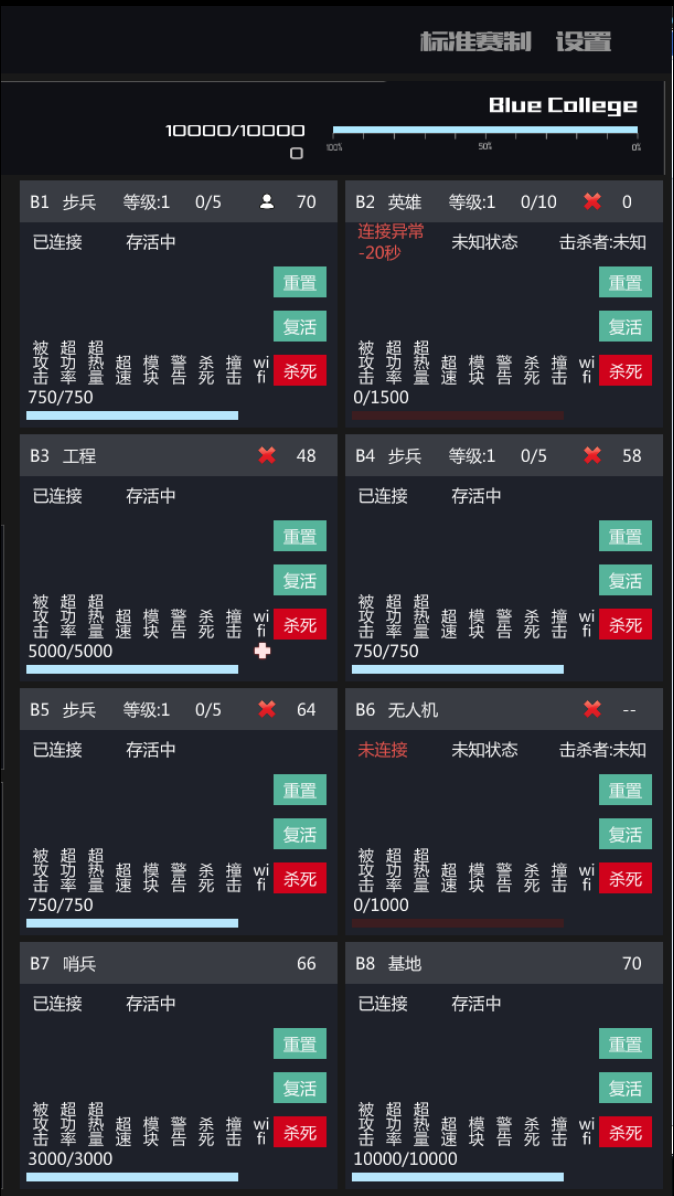 标准赛制 设置
Blue College
10000/10000
0
100% 50% 0%
B1 步兵 等级:1 0/5 70
已连接 存活中
重置
复活
被攻击 超功率 超热量 超速 模块 警告 杀死 撞击 wifi 杀死
750/750
B2 英雄 等级:1 0/10 0
连接异常
-20秒 未知状态 击杀者:未知
重置
复活
被攻击 超功率 超热量 超速 模块 警告 杀死 撞击 wifi 杀死
0/1500
B3 工程 48
已连接 存活中
重置
复活
被攻击 超功率 超热量 超速 模块 警告 杀死 撞击 wifi 杀死
5000/5000
B4 步兵 等级:1 0/5 58
已连接 存活中
重置
复活
被攻击 超功率 超热量 超速 模块 警告 杀死 撞击 wifi 杀死
750/750
B5 步兵 等级:1 0/5 64
已连接 存活中
重置
复活
被攻击 超功率 超热量 超速 模块 警告 杀死 撞击 wifi 杀死
750/750
B6 无人机 --
未连接 未知状态 击杀者:未知
重置
复活
被攻击 超功率 超热量 超速 模块 警告 杀死 撞击 wifi 杀死
0/1000
B7 哨兵 66
已连接 存活中
重置
复活
被攻击 超功率 超热量 超速 模块 警告 杀死 撞击 wifi 杀死
3000/3000
B8 基地 70
已连接 存活中
重置
复活
被攻击 超功率 超热量 超速 模块 警告 杀死 撞击 wifi 杀死
10000/10000